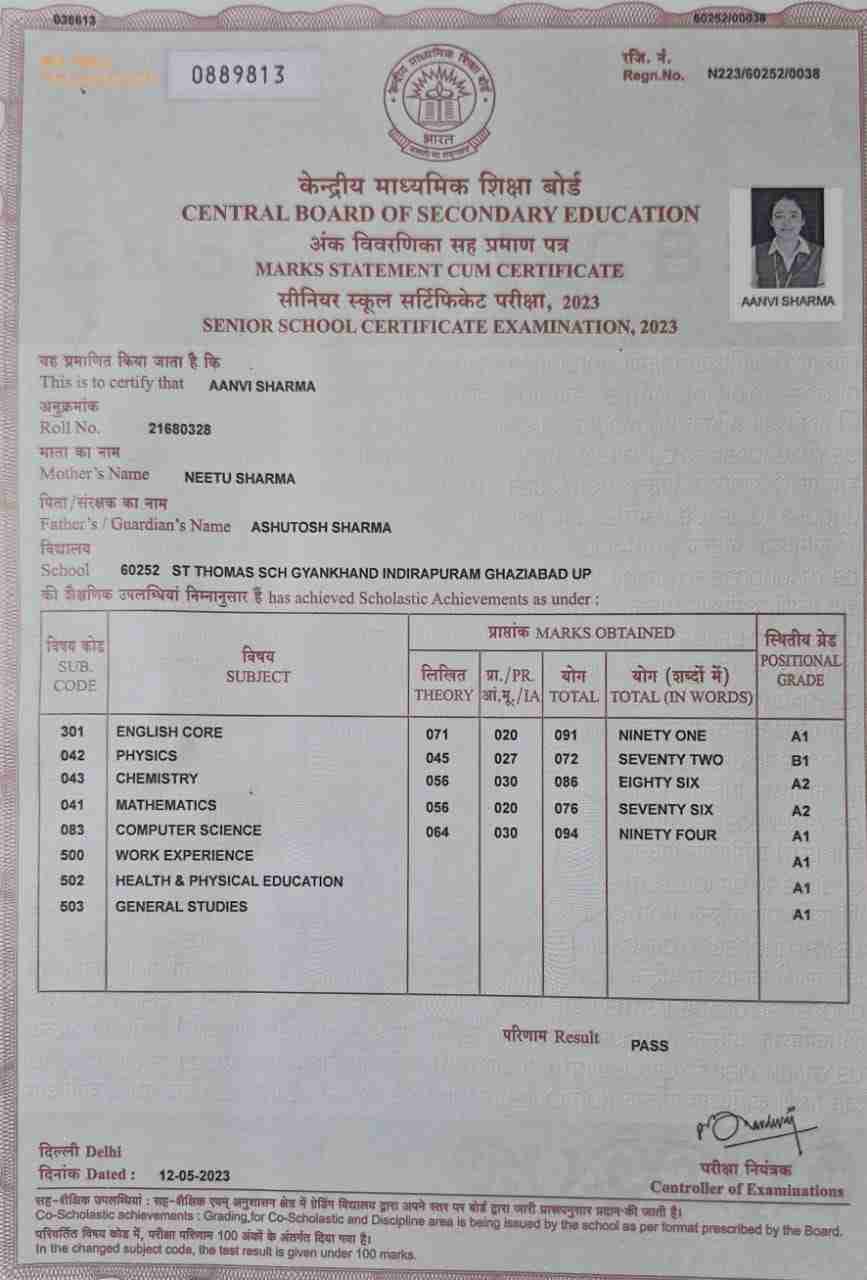 036613
60252/00038
0889813
रजि. नं.
Regn.No. N223/60252/0038
केन्द्रीय माध्यमिक शिक्षा बोर्ड
भारत
केन्द्रीय माध्यमिक शिक्षा बोर्ड
CENTRAL BOARD OF SECONDARY EDUCATION
अंक विवरणिका सह प्रमाण पत्र
MARKS STATEMENT CUM CERTIFICATE
सीनियर स्कूल सर्टिफिकेट परीक्षा, 2023
SENIOR SCHOOL CERTIFICATE EXAMINATION, 2023
AANVI SHARMA
यह प्रमाणित किया जाता है कि
This is to certify that AANVI SHARMA
अनुक्रमांक
Roll No. 21680328
माता का नाम
Mother's Name NEETU SHARMA
पिता/संरक्षक का नाम
Father's / Guardian's Name ASHUTOSH SHARMA
विद्यालय
School 60252 ST THOMAS SCH GYANKHAND INDIRAPURAM GHAZIABAD UP
की शैक्षणिक उपलब्धियां निम्नानुसार हैं has achieved Scholastic Achievements as under :
विषय कोड SUB. CODE
विषय SUBJECT
प्राप्तांक MARKS OBTAINED
स्थितीय ग्रेड POSITIONAL GRADE
लिखित THEORY
प्रा./PR. आं.मू./IA
योग TOTAL
योग (शब्दों में) TOTAL (IN WORDS)
301 ENGLISH CORE 071 020 091 NINETY ONE A1
042 PHYSICS 045 027 072 SEVENTY TWO B1
043 CHEMISTRY 056 030 086 EIGHTY SIX A2
041 MATHEMATICS 056 020 076 SEVENTY SIX A2
083 COMPUTER SCIENCE 064 030 094 NINETY FOUR A1
500 WORK EXPERIENCE A1
502 HEALTH & PHYSICAL EDUCATION A1
503 GENERAL STUDIES A1
परिणाम Result PASS
दिल्ली Delhi
दिनांक Dated : 12-05-2023
परीक्षा नियंत्रक
Controller of Examinations
सह-शैक्षिक उपलब्धियां : सह-शैक्षिक एवम् अनुशासन क्षेत्र में ग्रेडिंग विद्यालय द्वारा अपने स्तर पर बोर्ड द्वारा जारी प्रारूपनुसार प्रदान-की जाती है।
Co-Scholastic achievements : Grading for Co-Scholastic and Discipline area is being issued by the school as per format prescribed by the Board.
परिवर्तित विषय कोड में, परीक्षा परिणाम 100 अंकों के अंतर्गत दिया गया है।
In the changed subject code, the test result is given under 100 marks.